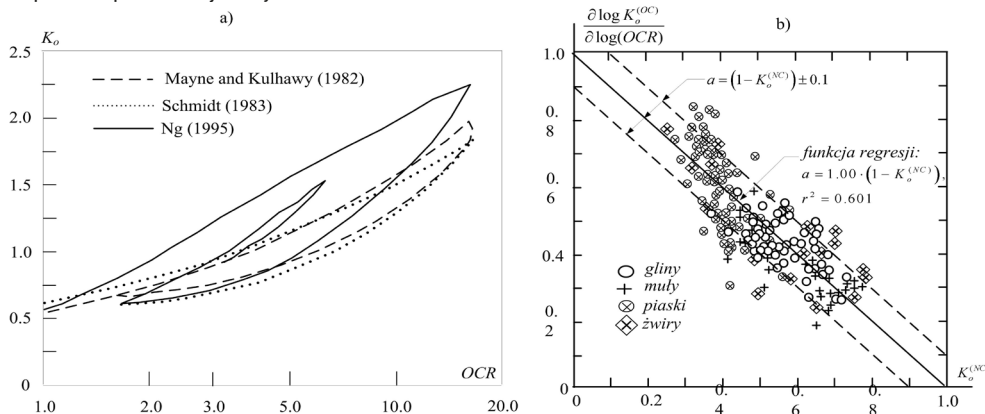 a)
K_o
2.5
2.0
1.5
1.0
0.5
0
1.0
2.0
3.0
5.0
10.0
20.0
OCR
Mayne and Kulhawy (1982)
Schmidt (1983)
Ng (1995)
b)
∂ log K_o^(OC)
∂ log(OCR)
1.0
0.
8
0.
6
0.4
0.
2
0
0
0.2
0.
4
0.
6
0.
8
1.0
K_o^(NC
a = (1 − K_o^(NC)) ± 0.1
funkcja regresji:
a = 1.00 · (1 − K_o^(NC)),
r² = 0.601
gliny
muły
piaski
żwiry